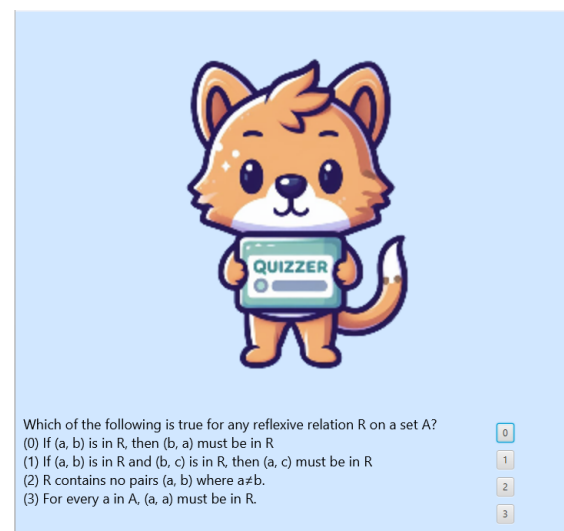 QUIZZER
Which of the following is true for any reflexive relation R on a set A?
(0) If (a, b) is in R, then (b, a) must be in R
(1) If (a, b) is in R and (b, c) is in R, then (a, c) must be in R
(2) R contains no pairs (a, b) where a≠b.
(3) For every a in A, (a, a) must be in R.
0
1
2
3